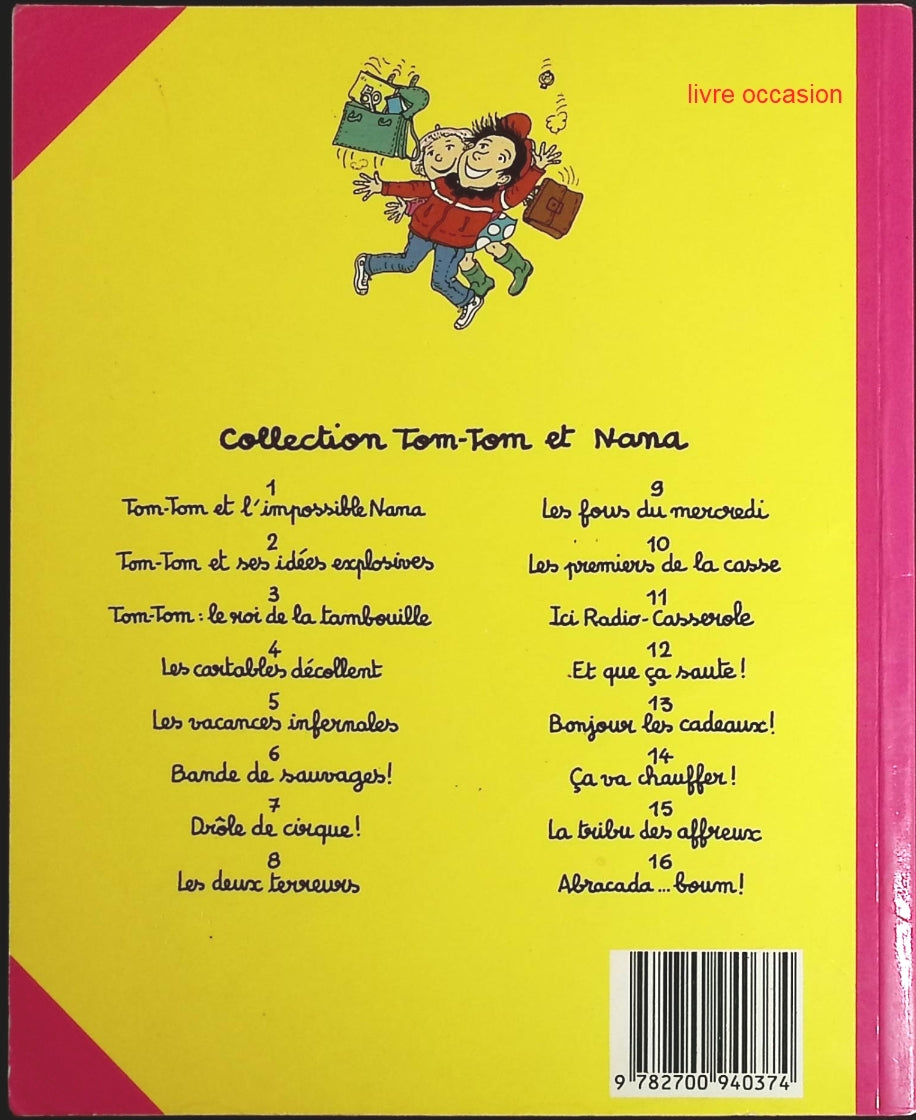 livre occasion
Collection Tom-Tom et Nana
1
Tom-Tom et l'impossible Nana
2
Tom-Tom et ses idées explosives
3
Tom-Tom : le roi de la tambouille
4
Les cartables décollent
5
Les vacances infernales
6
Bande de sauvages!
7
Drôle de cirque!
8
Les deux terreurs
9
Les fous du mercredi
10
Les premiers de la casse
11
Ici Radio-Casserole
12
Et que ça saute!
13
Bonjour les cadeaux!
14
Ça va chauffer!
15
La tribu des affreux
16
Abracada... boum!
9 782700 940374